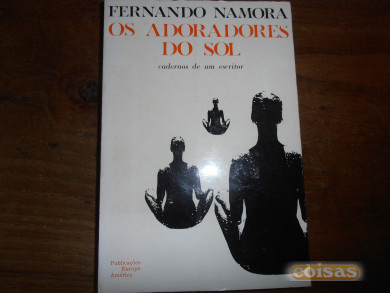 FERNANDO NAMORA
OS ADORADORES
DO SOL
cadernos de um escritor
Publicações
Europa
América
coisas